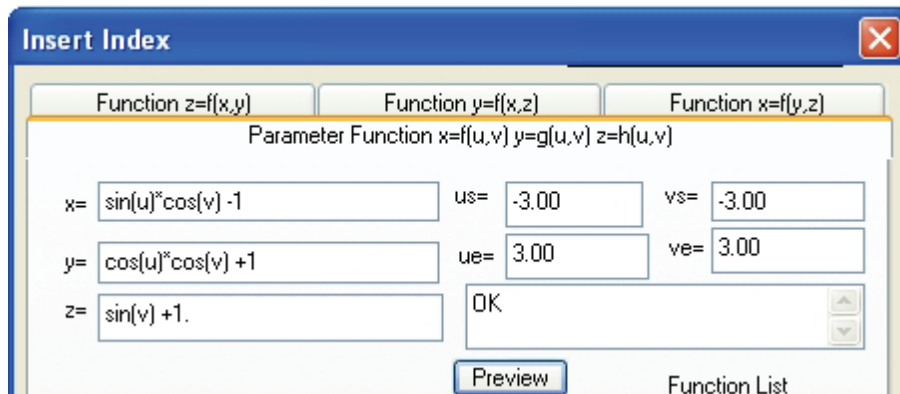 Insert Index
Function z=f(x,y) Function y=f(x,z) Function x=f(y,z)
Parameter Function x=f(u,v) y=g(u,v) z=h(u,v)
x= sin(u)*cos(v) -1 us= -3.00 vs= -3.00
y= cos(u)*cos(v) +1 ue= 3.00 ve= 3.00
z= sin(v) +1. OK
Preview Function List